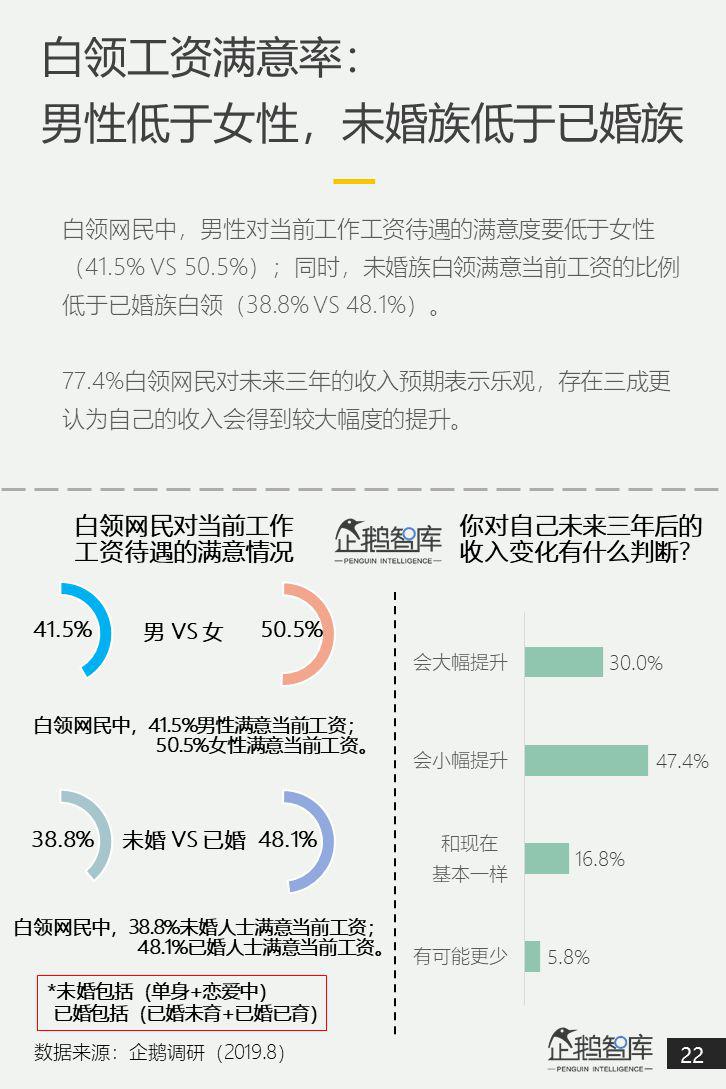 白领工资满意率：
男性低于女性，未婚族低于已婚族
白领网民中，男性对当前工作工资待遇的满意度要低于女性
（41.5% VS 50.5%）；同时，未婚族白领满意当前工资的比例
低于已婚族白领（38.8% VS 48.1%）。
77.4%白领网民对未来三年的收入预期表示乐观，存在三成更
认为自己的收入会得到较大幅度的提升。
白领网民对当前工作
工资待遇的满意情况
企鹅智库
PENGUIN INTELLIGENCE
41.5%
男 VS 女
50.5%
白领网民中，41.5%男性满意当前工资；
50.5%女性满意当前工资。
38.8%
未婚 VS 已婚
48.1%
白领网民中，38.8%未婚人士满意当前工资；
48.1%已婚人士满意当前工资。
*未婚包括（单身+恋爱中）
已婚包括（已婚未育+已婚已育）
数据来源：企鹅调研（2019.8）
你对自己未来三年后的
收入变化有什么判断？
会大幅提升
30.0%
会小幅提升
47.4%
和现在
基本一样
16.8%
有可能更少
5.8%
企鹅智库
PENGUIN INTELLIGENCE
22